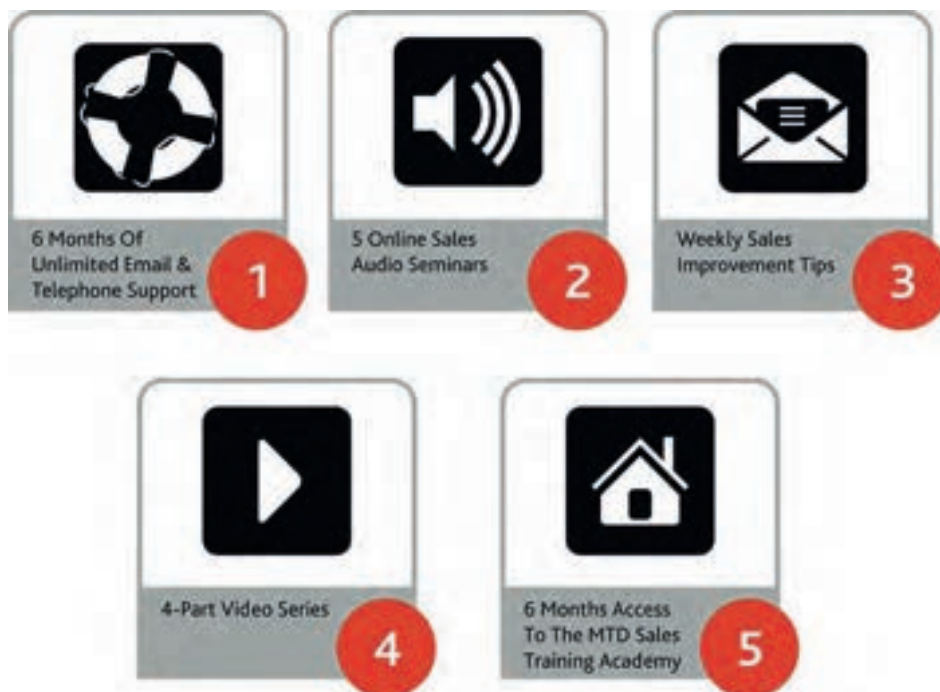 6 Months Of
Unlimited Email &
Telephone Support
1
5 Online Sales
Audio Seminars
2
Weekly Sales
Improvement Tips
3
4-Part Video Series
4
6 Months Access
To The MTD Sales
Training Academy
5